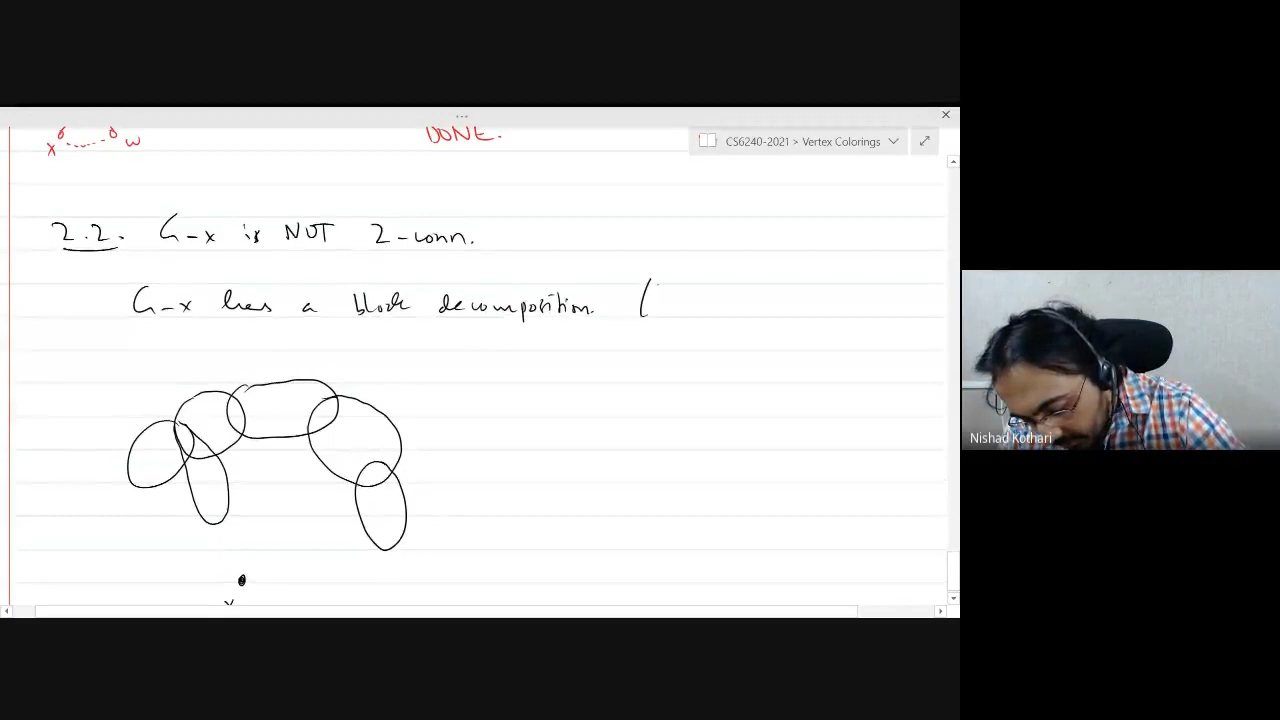 x w DONE.
CS6240-2021 > Vertex Colorings
2.2. G-x is NOT 2-conn.
G-x has a block decomposition. (
Nishad Kothari
x